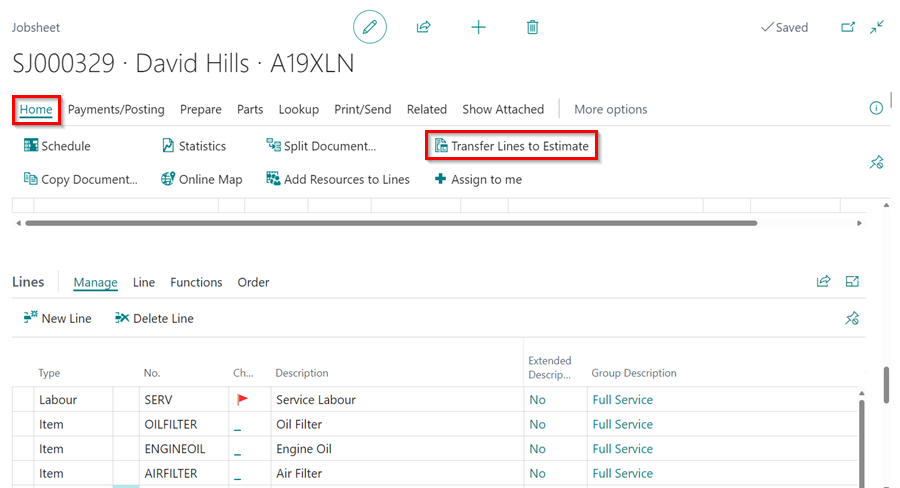 Jobsheet
Saved
SJ000329 · David Hills · A19XLN
Home Payments/Posting Prepare Parts Lookup Print/Send Related Show Attached More options
Schedule Statistics Split Document... Transfer Lines to Estimate
Copy Document... Online Map Add Resources to Lines Assign to me
Lines Manage Line Functions Order
New Line Delete Line
Type No. Ch... Description Extended Descrip... Group Description
Labour SERV Service Labour No Full Service
Item OILFILTER _ Oil Filter No Full Service
Item ENGINEOIL _ Engine Oil No Full Service
Item AIRFILTER _ Air Filter No Full Service